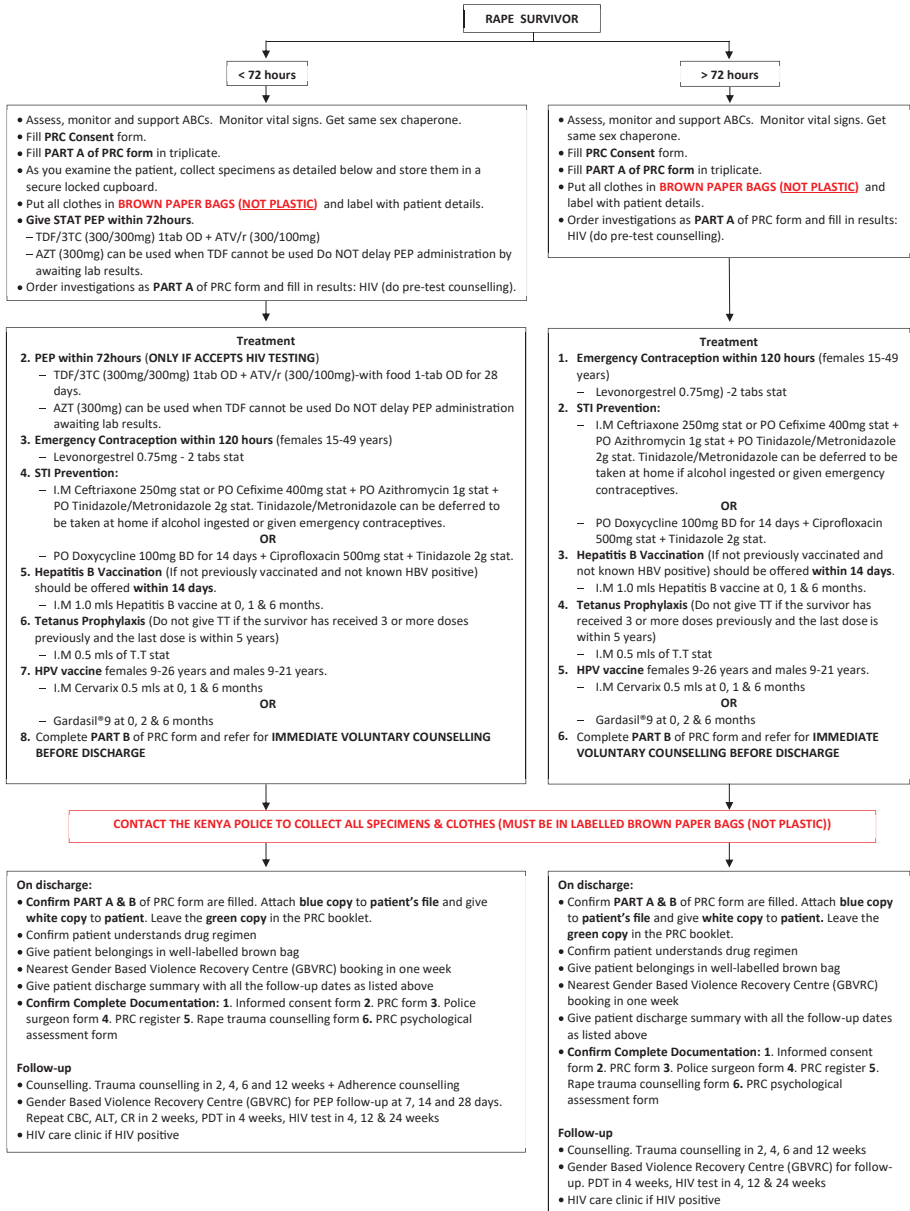 RAPE SURVIVOR
< 72 hours
• Assess, monitor and support ABCs. Monitor vital signs. Get same sex chaperone.
• Fill PRC Consent form.
• Fill PART A of PRC form in triplicate.
• As you examine the patient, collect specimens as detailed below and store them in a
secure locked cupboard.
• Put all clothes in BROWN PAPER BAGS (NOT PLASTIC) and label with patient details.
• Give STAT PEP within 72hours.
– TDF/3TC (300/300mg) 1tab OD + ATV/r (300/100mg)
– AZT (300mg) can be used when TDF cannot be used Do NOT delay PEP administration by
awaiting lab results.
• Order investigations as PART A of PRC form and fill in results: HIV (do pre-test counselling).
> 72 hours
• Assess, monitor and support ABCs. Monitor vital signs. Get
same sex chaperone.
• Fill PRC Consent form.
• Fill PART A of PRC form in triplicate.
• Put all clothes in BROWN PAPER BAGS (NOT PLASTIC) and
label with patient details.
• Order investigations as PART A of PRC form and fill in results:
HIV (do pre-test counselling).
Treatment
2. PEP within 72hours (ONLY IF ACCEPTS HIV TESTING)
– TDF/3TC (300mg/300mg) 1tab OD + ATV/r (300/100mg)-with food 1-tab OD for 28
days.
– AZT (300mg) can be used when TDF cannot be used Do NOT delay PEP administration
awaiting lab results.
3. Emergency Contraception within 120 hours (females 15-49 years)
– Levonorgestrel 0.75mg - 2 tabs stat
4. STI Prevention:
– I.M Ceftriaxone 250mg stat or PO Cefixime 400mg stat + PO Azithromycin 1g stat +
PO Tinidazole/Metronidazole 2g stat. Tinidazole/Metronidazole can be deferred to
be taken at home if alcohol ingested or given emergency contraceptives.
OR
– PO Doxycycline 100mg BD for 14 days + Ciprofloxacin 500mg stat + Tinidazole 2g stat.
5. Hepatitis B Vaccination (If not previously vaccinated and not known HBV positive)
should be offered within 14 days.
– I.M 1.0 mls Hepatitis B vaccine at 0, 1 & 6 months.
6. Tetanus Prophylaxis (Do not give TT if the survivor has received 3 or more doses
previously and the last dose is within 5 years)
– I.M 0.5 mls of T.T stat
7. HPV vaccine females 9-26 years and males 9-21 years.
– I.M Cervarix 0.5 mls at 0, 1 & 6 months
OR
– Gardasil®9 at 0, 2 & 6 months
8. Complete PART B of PRC form and refer for IMMEDIATE VOLUNTARY COUNSELLING
BEFORE DISCHARGE
Treatment
1. Emergency Contraception within 120 hours (females 15-49
years)
– Levonorgestrel 0.75mg) -2 tabs stat
2. STI Prevention:
– I.M Ceftriaxone 250mg stat or PO Cefixime 400mg stat +
PO Azithromycin 1g stat + PO Tinidazole/Metronidazole
2g stat. Tinidazole/Metronidazole can be deferred to be
taken at home if alcohol ingested or given emergency
contraceptives.
OR
– PO Doxycycline 100mg BD for 14 days + Ciprofloxacin
500mg stat + Tinidazole 2g stat.
3. Hepatitis B Vaccination (If not previously vaccinated and
not known HBV positive) should be offered within 14 days.
– I.M 1.0 mls Hepatitis B vaccine at 0, 1 & 6 months.
4. Tetanus Prophylaxis (Do not give TT if the survivor has
received 3 or more doses previously and the last dose is
within 5 years)
– I.M 0.5 mls of T.T stat
5. HPV vaccine females 9-26 years and males 9-21 years.
– I.M Cervarix 0.5 mls at 0, 1 & 6 months
OR
– Gardasil®9 at 0, 2 & 6 months
6. Complete PART B of PRC form and refer for IMMEDIATE
VOLUNTARY COUNSELLING BEFORE DISCHARGE
CONTACT THE KENYA POLICE TO COLLECT ALL SPECIMENS & CLOTHES (MUST BE IN LABELLED BROWN PAPER BAGS (NOT PLASTIC))
On discharge:
• Confirm PART A & B of PRC form are filled. Attach blue copy to patient's file and give
white copy to patient. Leave the green copy in the PRC booklet.
• Confirm patient understands drug regimen
• Give patient belongings in well-labelled brown bag
• Nearest Gender Based Violence Recovery Centre (GBVRC) booking in one week
• Give patient discharge summary with all the follow-up dates as listed above
• Confirm Complete Documentation: 1. Informed consent form 2. PRC form 3. Police
surgeon form 4. PRC register 5. Rape trauma counselling form 6. PRC psychological
assessment form
Follow-up
• Counselling. Trauma counselling in 2, 4, 6 and 12 weeks + Adherence counselling
• Gender Based Violence Recovery Centre (GBVRC) for PEP follow-up at 7, 14 and 28 days.
Repeat CBC, ALT, CR in 2 weeks, PDT in 4 weeks, HIV test in 4, 12 & 24 weeks
• HIV care clinic if HIV positive
On discharge:
• Confirm PART A & B of PRC form are filled. Attach blue copy
to patient's file and give white copy to patient. Leave the
green copy in the PRC booklet.
• Confirm patient understands drug regimen
• Give patient belongings in well-labelled brown bag
• Nearest Gender Based Violence Recovery Centre (GBVRC)
booking in one week
• Give patient discharge summary with all the follow-up dates
as listed above
• Confirm Complete Documentation: 1. Informed consent
form 2. PRC form 3. Police surgeon form 4. PRC register 5.
Rape trauma counselling form 6. PRC psychological
assessment form
Follow-up
• Counselling. Trauma counselling in 2, 4, 6 and 12 weeks
• Gender Based Violence Recovery Centre (GBVRC) for follow-
up. PDT in 4 weeks, HIV test in 4, 12 & 24 weeks
• HIV care clinic if HIV positive